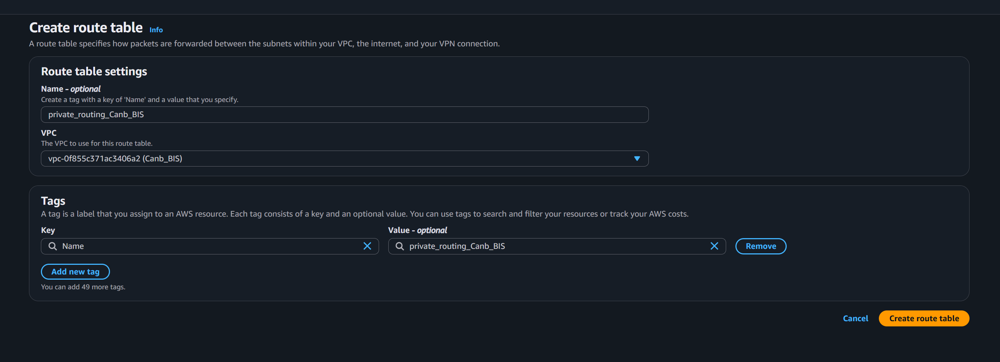 Create route table Info
A route table specifies how packets are forwarded between the subnets within your VPC, the internet, and your VPN connection.
Route table settings
Name - optional
Create a tag with a key of 'Name' and a value that you specify.
private_routing_Canb_BIS
VPC
The VPC to use for this route table.
vpc-0f855c371ac3406a2 (Canb_BIS)
Tags
A tag is a label that you assign to an AWS resource. Each tag consists of a key and an optional value. You can use tags to search and filter your resources or track your AWS costs.
Key Value - optional
Name private_routing_Canb_BIS Remove
Add new tag
You can add 49 more tags.
Cancel Create route table